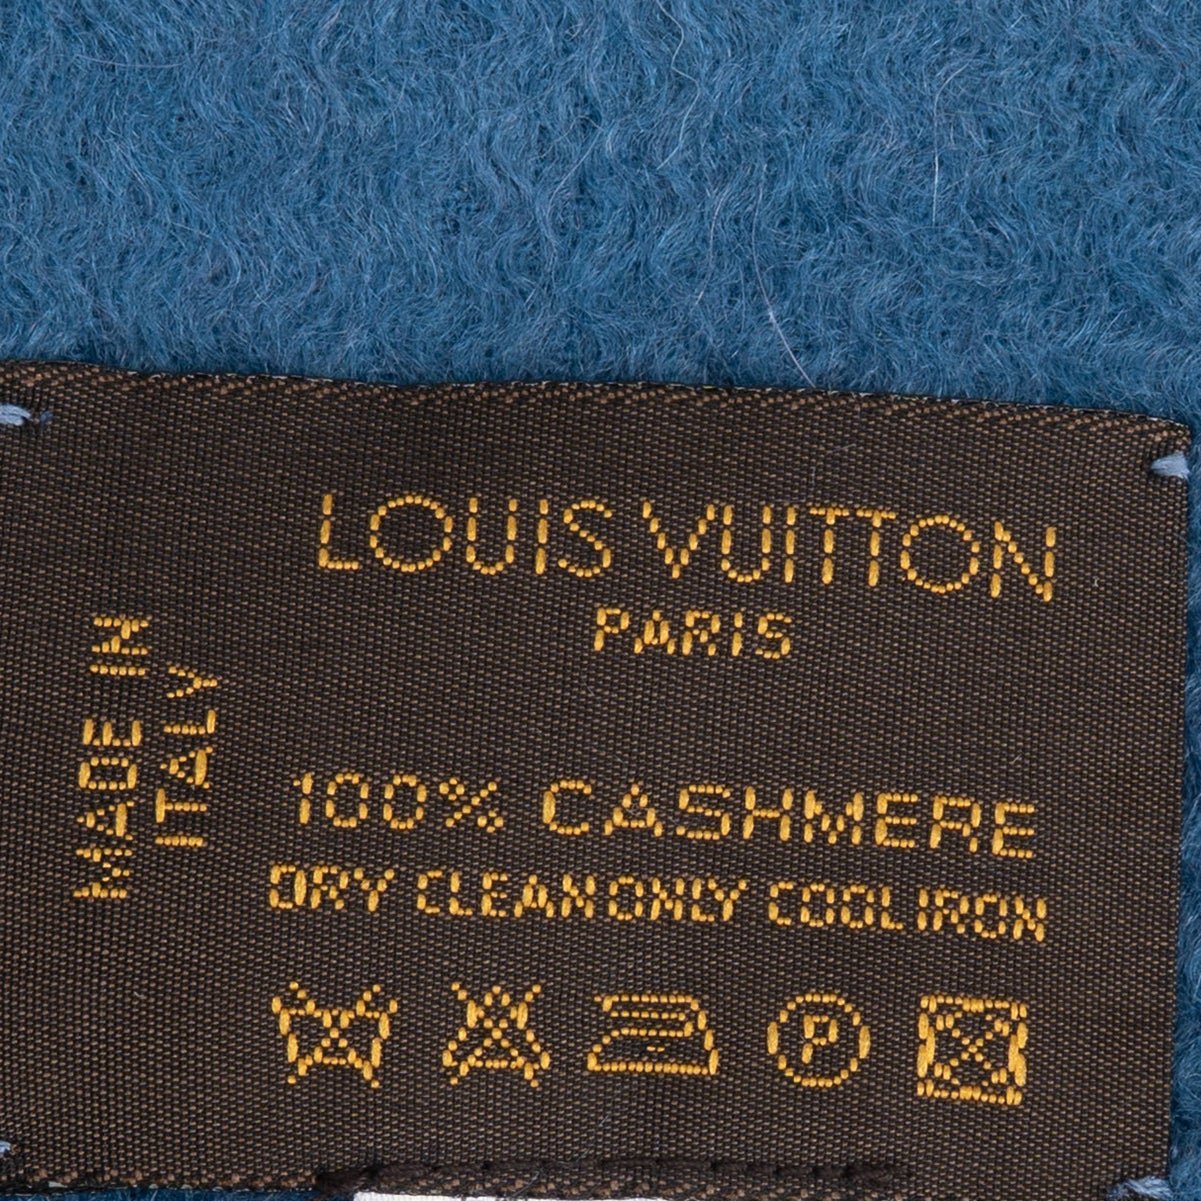 LOUIS VUITTON
PARIS
MADE IN
ITALY
100% CASHMERE
DRY CLEAN ONLY COOL IRON
P